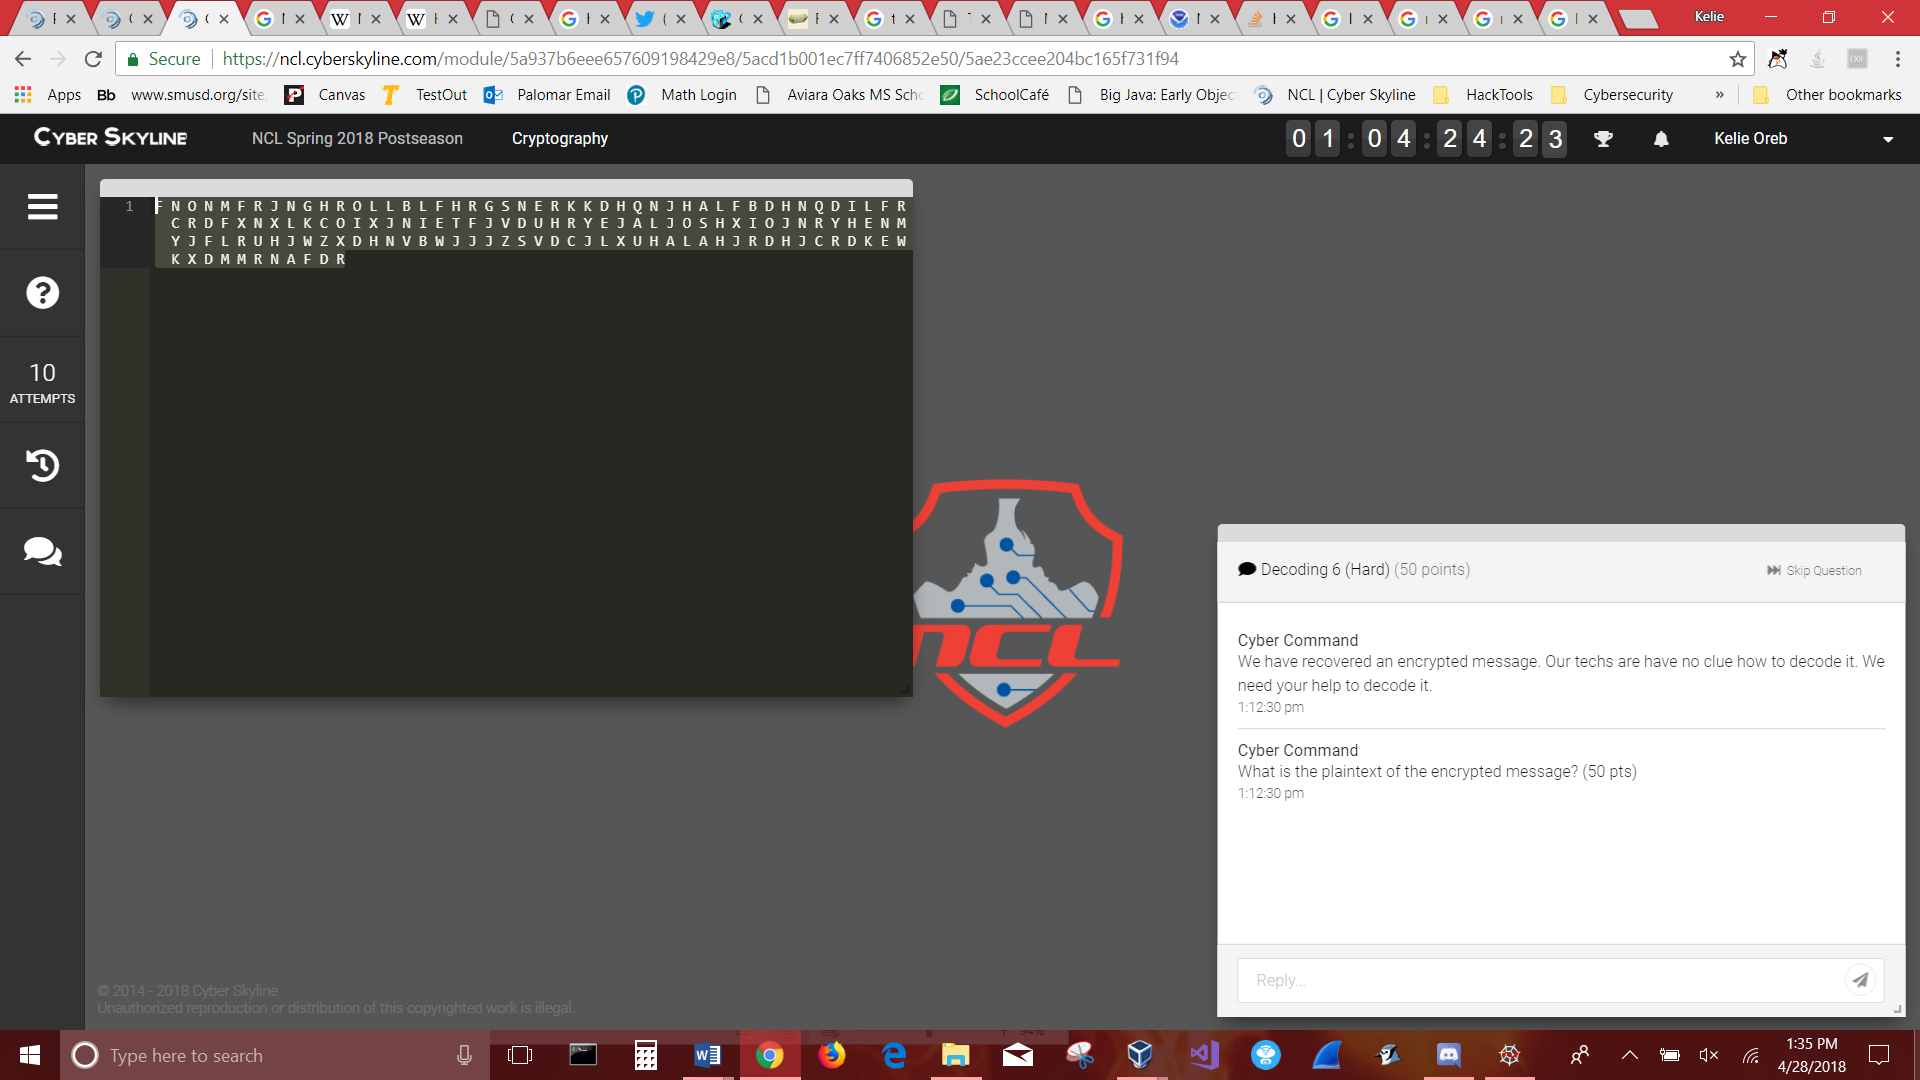 Kelie
Secure https://ncl.cyberskyline.com/module/5a937b6eee657609198429e8/5acd1b001ec7ff7406852e50/5ae23ccee204bc165f731f94
Apps Bb www.smusd.org/site Canvas TestOut Palomar Email Math Login Aviara Oaks MS Scho SchoolCafé Big Java: Early Objec NCL | Cyber Skyline HackTools Cybersecurity » Other bookmarks
CYBER SKYLINE NCL Spring 2018 Postseason Cryptography 01:04:24:23 Kelie Oreb
1 F N O N M F R J N G H R O L L B L F H R G S N E R K K D H Q N J H A L F B D H N Q D I L F R
C R D F X N X L K C O I X J N I E T F J V D U H R Y E J A L J O S H X I O J N R Y H E N M
Y J F L R U H J W Z X D H N V B W J J J Z S V D C J L X U H A L A H J R D H J C R D K E W
K X D M M R N A F D R
10
ATTEMPTS
NCL
Decoding 6 (Hard) (50 points) Skip Question
Cyber Command
We have recovered an encrypted message. Our techs are have no clue how to decode it. We
need your help to decode it.
1:12:30 pm
Cyber Command
What is the plaintext of the encrypted message? (50 pts)
1:12:30 pm
Reply...
© 2014 - 2018 Cyber Skyline
Unauthorized reproduction or distribution of this copyrighted work is illegal.
Type here to search
1:35 PM
4/28/2018